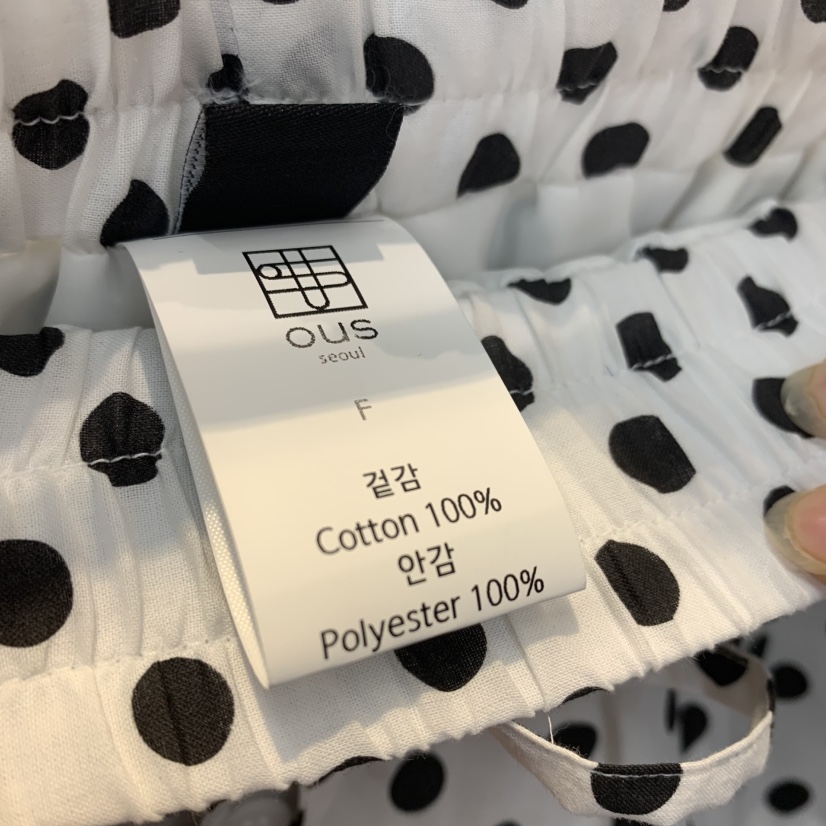 ous
seoul
F
겉감
Cotton 100%
안감
Polyester 100%